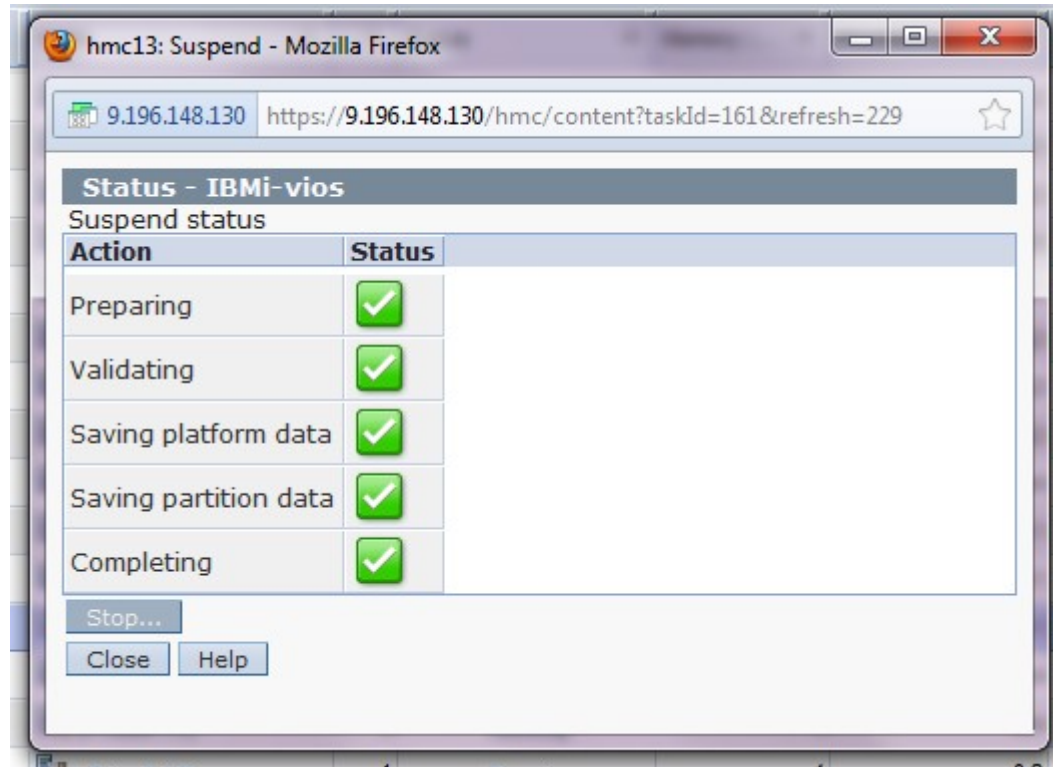 hmc13: Suspend - Mozilla Firefox
9.196.148.130 https://9.196.148.130/hmc/content?taskId=161&refresh=229
Status - IBMi-vios
Suspend status
Action Status
Preparing
Validating
Saving platform data
Saving partition data
Completing
Stop...
Close Help